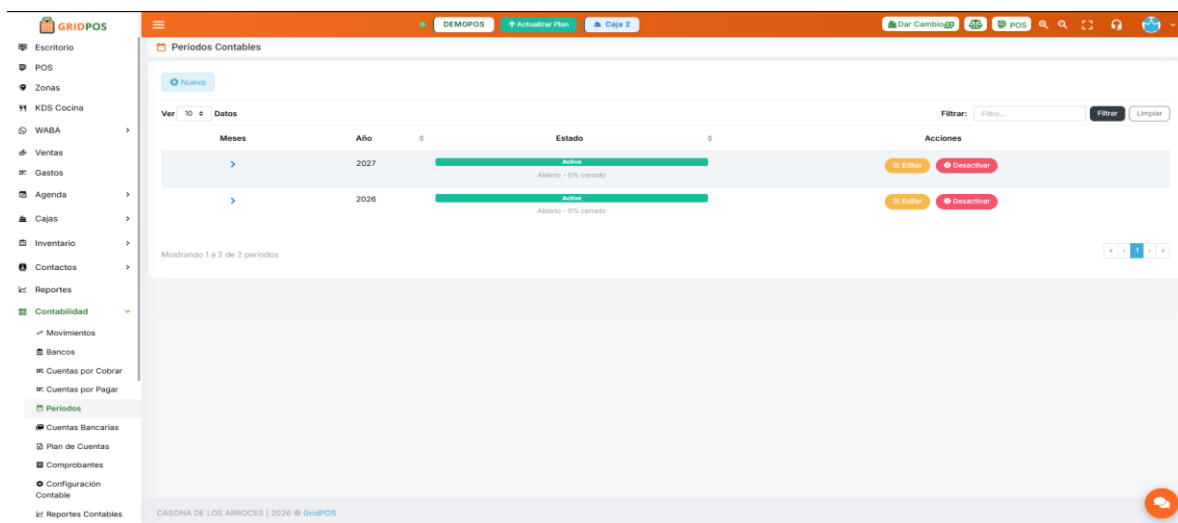 GRIDPOS
DEMOPOS
Actualizar Plan
Caja 2
Dar Cambio
POS
Escritorio
POS
Zonas
KDS Cocina
WABA
Ventas
Gastos
Agenda
Cajas
Inventario
Contactos
Reportes
Contabilidad
Movimientos
Bancos
Cuentas por Cobrar
Cuentas por Pagar
Períodos
Cuentas Bancarias
Plan de Cuentas
Comprobantes
Configuración
Contable
Reportes Contables
Períodos Contables
Nuevo
Ver 10 Datos
Filtrar: Filtro... Filtrar Limpiar
Meses Año Estado Acciones
2027 Activo Editar Desactivar
Abierto - 0% cerrado
2026 Activo Editar Desactivar
Abierto - 0% cerrado
Mostrando 1 a 2 de 2 períodos
« ‹ 1 › »
CASONA DE LOS ARROCES | 2026 © GridPOS